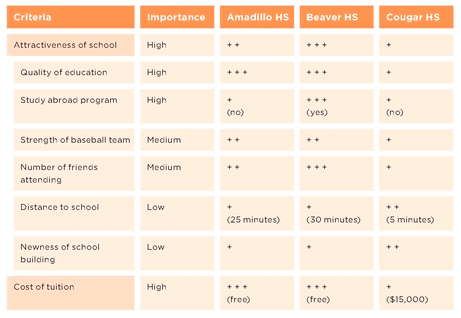 Criteria Importance Amadillo HS Beaver HS Cougar HS
Attractiveness of school High + + + + + +
Quality of education High + + + + + + +
Study abroad program High + + + + +
(no) (yes) (no)
Strength of baseball team Medium + + + + +
Number of friends Medium + + + + + +
attending
Distance to school Low + + + +
(25 minutes) (30 minutes) (5 minutes)
Newness of school Low + + + +
building
Cost of tuition High + + + + + + +
(free) (free) ($15,000)